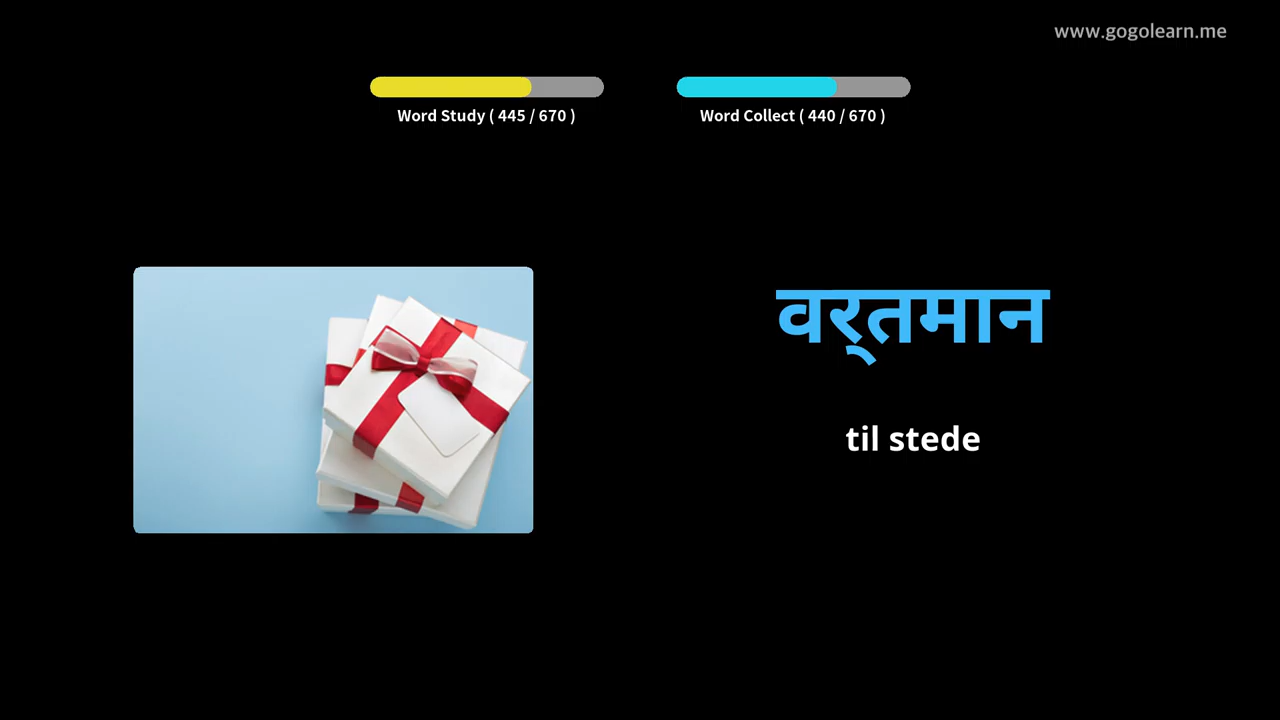 www.gogolearn.me
Word Study ( 445 / 670 )
Word Collect ( 440 / 670 )
वर्‌तमान
til stede